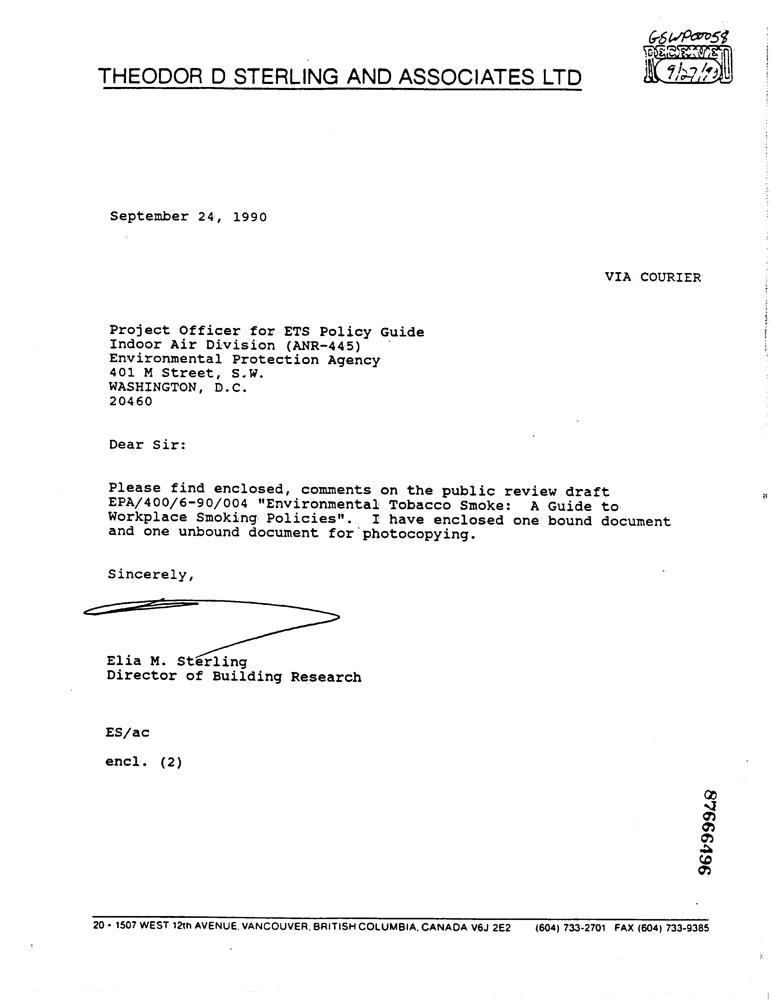 GSWP00058
RECEIVED
9/27/90
THEODOR D STERLING AND ASSOCIATES LTD
September 24, 1990
VIA COURIER
Project Officer for ETS Policy Guide
Indoor Air Division (ANR-445)
Environmental Protection Agency
401 M Street, S.W.
WASHINGTON, D.C.
20460
Dear Sir:
Please find enclosed, comments on the public review draft
EPA/400/6-90/004 "Environmental Tobacco Smoke: A Guide to
Workplace Smoking Policies". I have enclosed one bound document
and one unbound document for photocopying.
Sincerely,
Elia M. Sterling
Director of Building Research
ES/ac
encl. (2)
87666496
20 - 1507 WEST 12th AVENUE, VANCOUVER, BRITISH COLUMBIA, CANADA V6J 2E2 (604) 733-2701 FAX (604) 733-9385